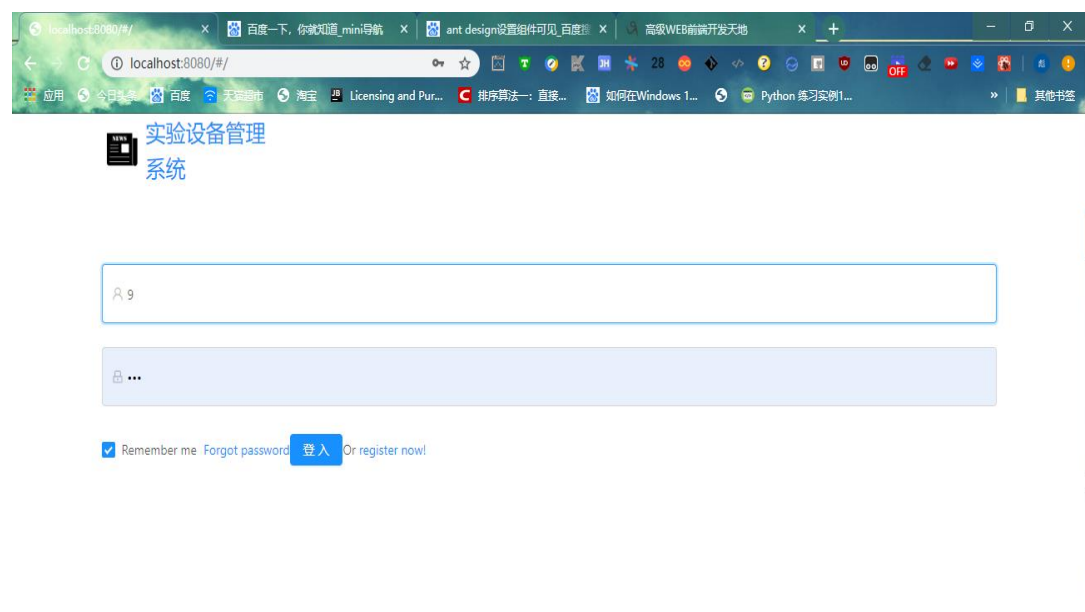 localhost:8080/#/
百度一下，你就知道_mini导航
ant design设置组件可见_百度搜
高级WEB前端开发天地
localhost:8080/#/
28
OFF
应用
今日头条
百度
天猫超市
淘宝
Licensing and Pur...
排序算法一：直接...
如何在Windows 1...
Python 练习实例1...
»
其他书签
NEWS
实验设备管理
系统
9
•••
Remember me Forgot password 登入 Or register now!